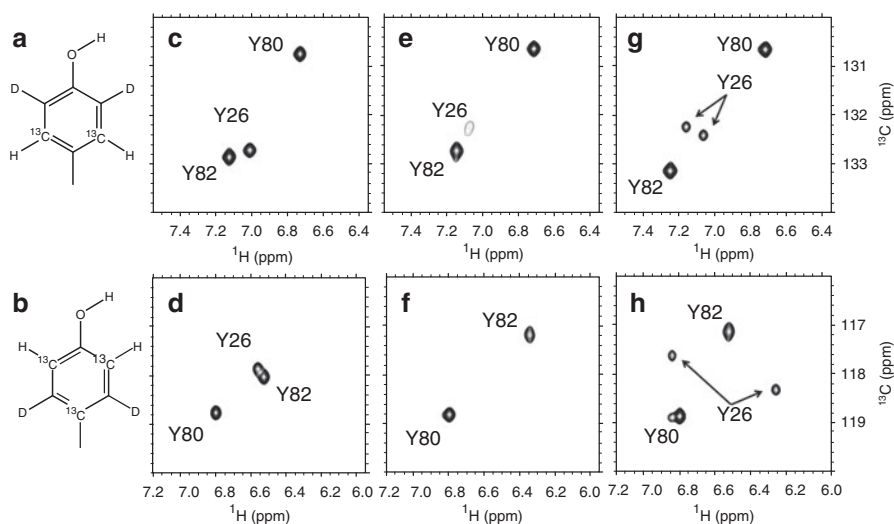 a
H
O
D
D
13C
13C
H
H
c
Y80
Y26
Y82
7.4 7.2 7.0 6.8 6.6 6.4
1H (ppm)
e
Y80
Y26
Y82
7.4 7.2 7.0 6.8 6.6 6.4
1H (ppm)
g
Y80
Y26
Y82
7.4 7.2 7.0 6.8 6.6 6.4
1H (ppm)
131
132
133
13C (ppm)
b
H
O
H
H
13C
13C
D
D
13C
d
Y26
Y82
Y80
7.2 7.0 6.8 6.6 6.4 6.2 6.0
1H (ppm)
f
Y82
Y80
7.2 7.0 6.8 6.6 6.4 6.2 6.0
1H (ppm)
h
Y82
Y26
Y80
7.2 7.0 6.8 6.6 6.4 6.2 6.0
1H (ppm)
117
118
119
13C (ppm)